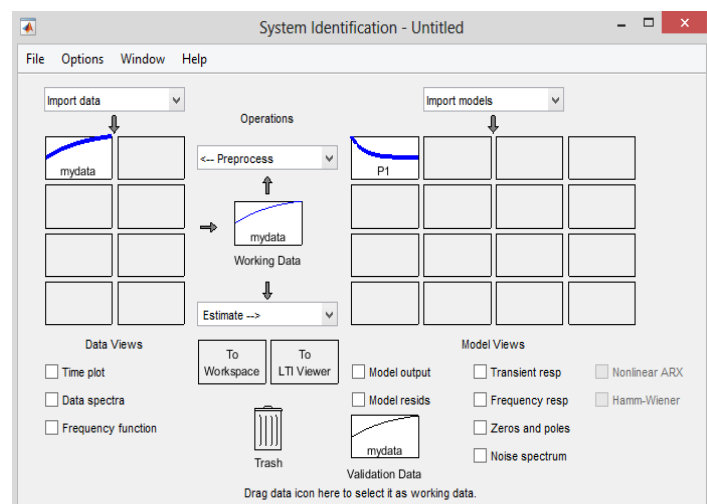 System Identification - Untitled
File Options Window Help
Import data
Import models
Operations
mydata
<-- Preprocess
P1
mydata
Working Data
Estimate -->
Data Views
To Workspace
To LTI Viewer
Model Views
Time plot
Model output
Transient resp
Nonlinear ARX
Data spectra
Model resids
Frequency resp
Hamm-Wiener
Frequency function
Zeros and poles
mydata
Noise spectrum
Trash
Validation Data
Drag data icon here to select it as working data.